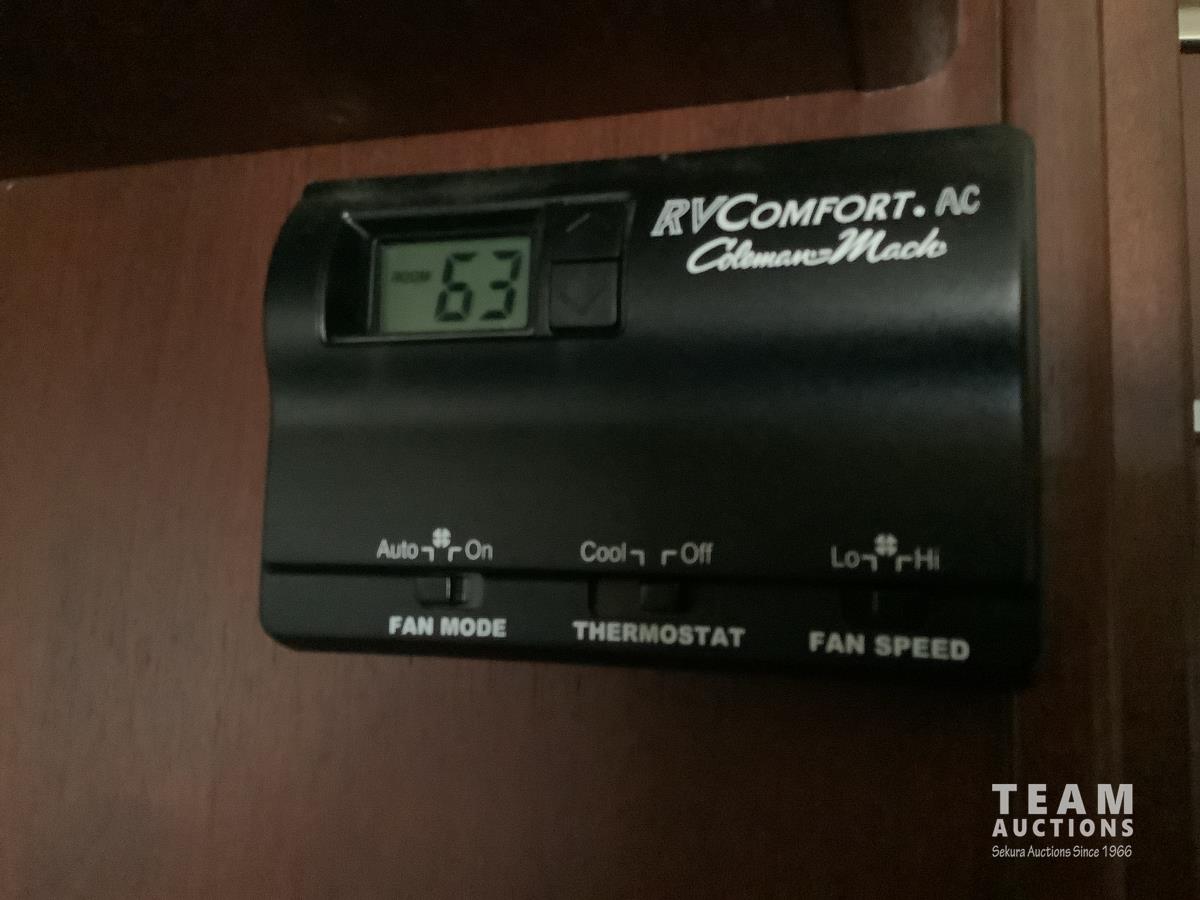 RVCOMFORT. AC
Coleman-Mach
ROOM 63
Auto On
Cool Off
Lo Hi
FAN MODE
THERMOSTAT
FAN SPEED
TEAM
AUCTIONS
Sekura Auctions Since 1966